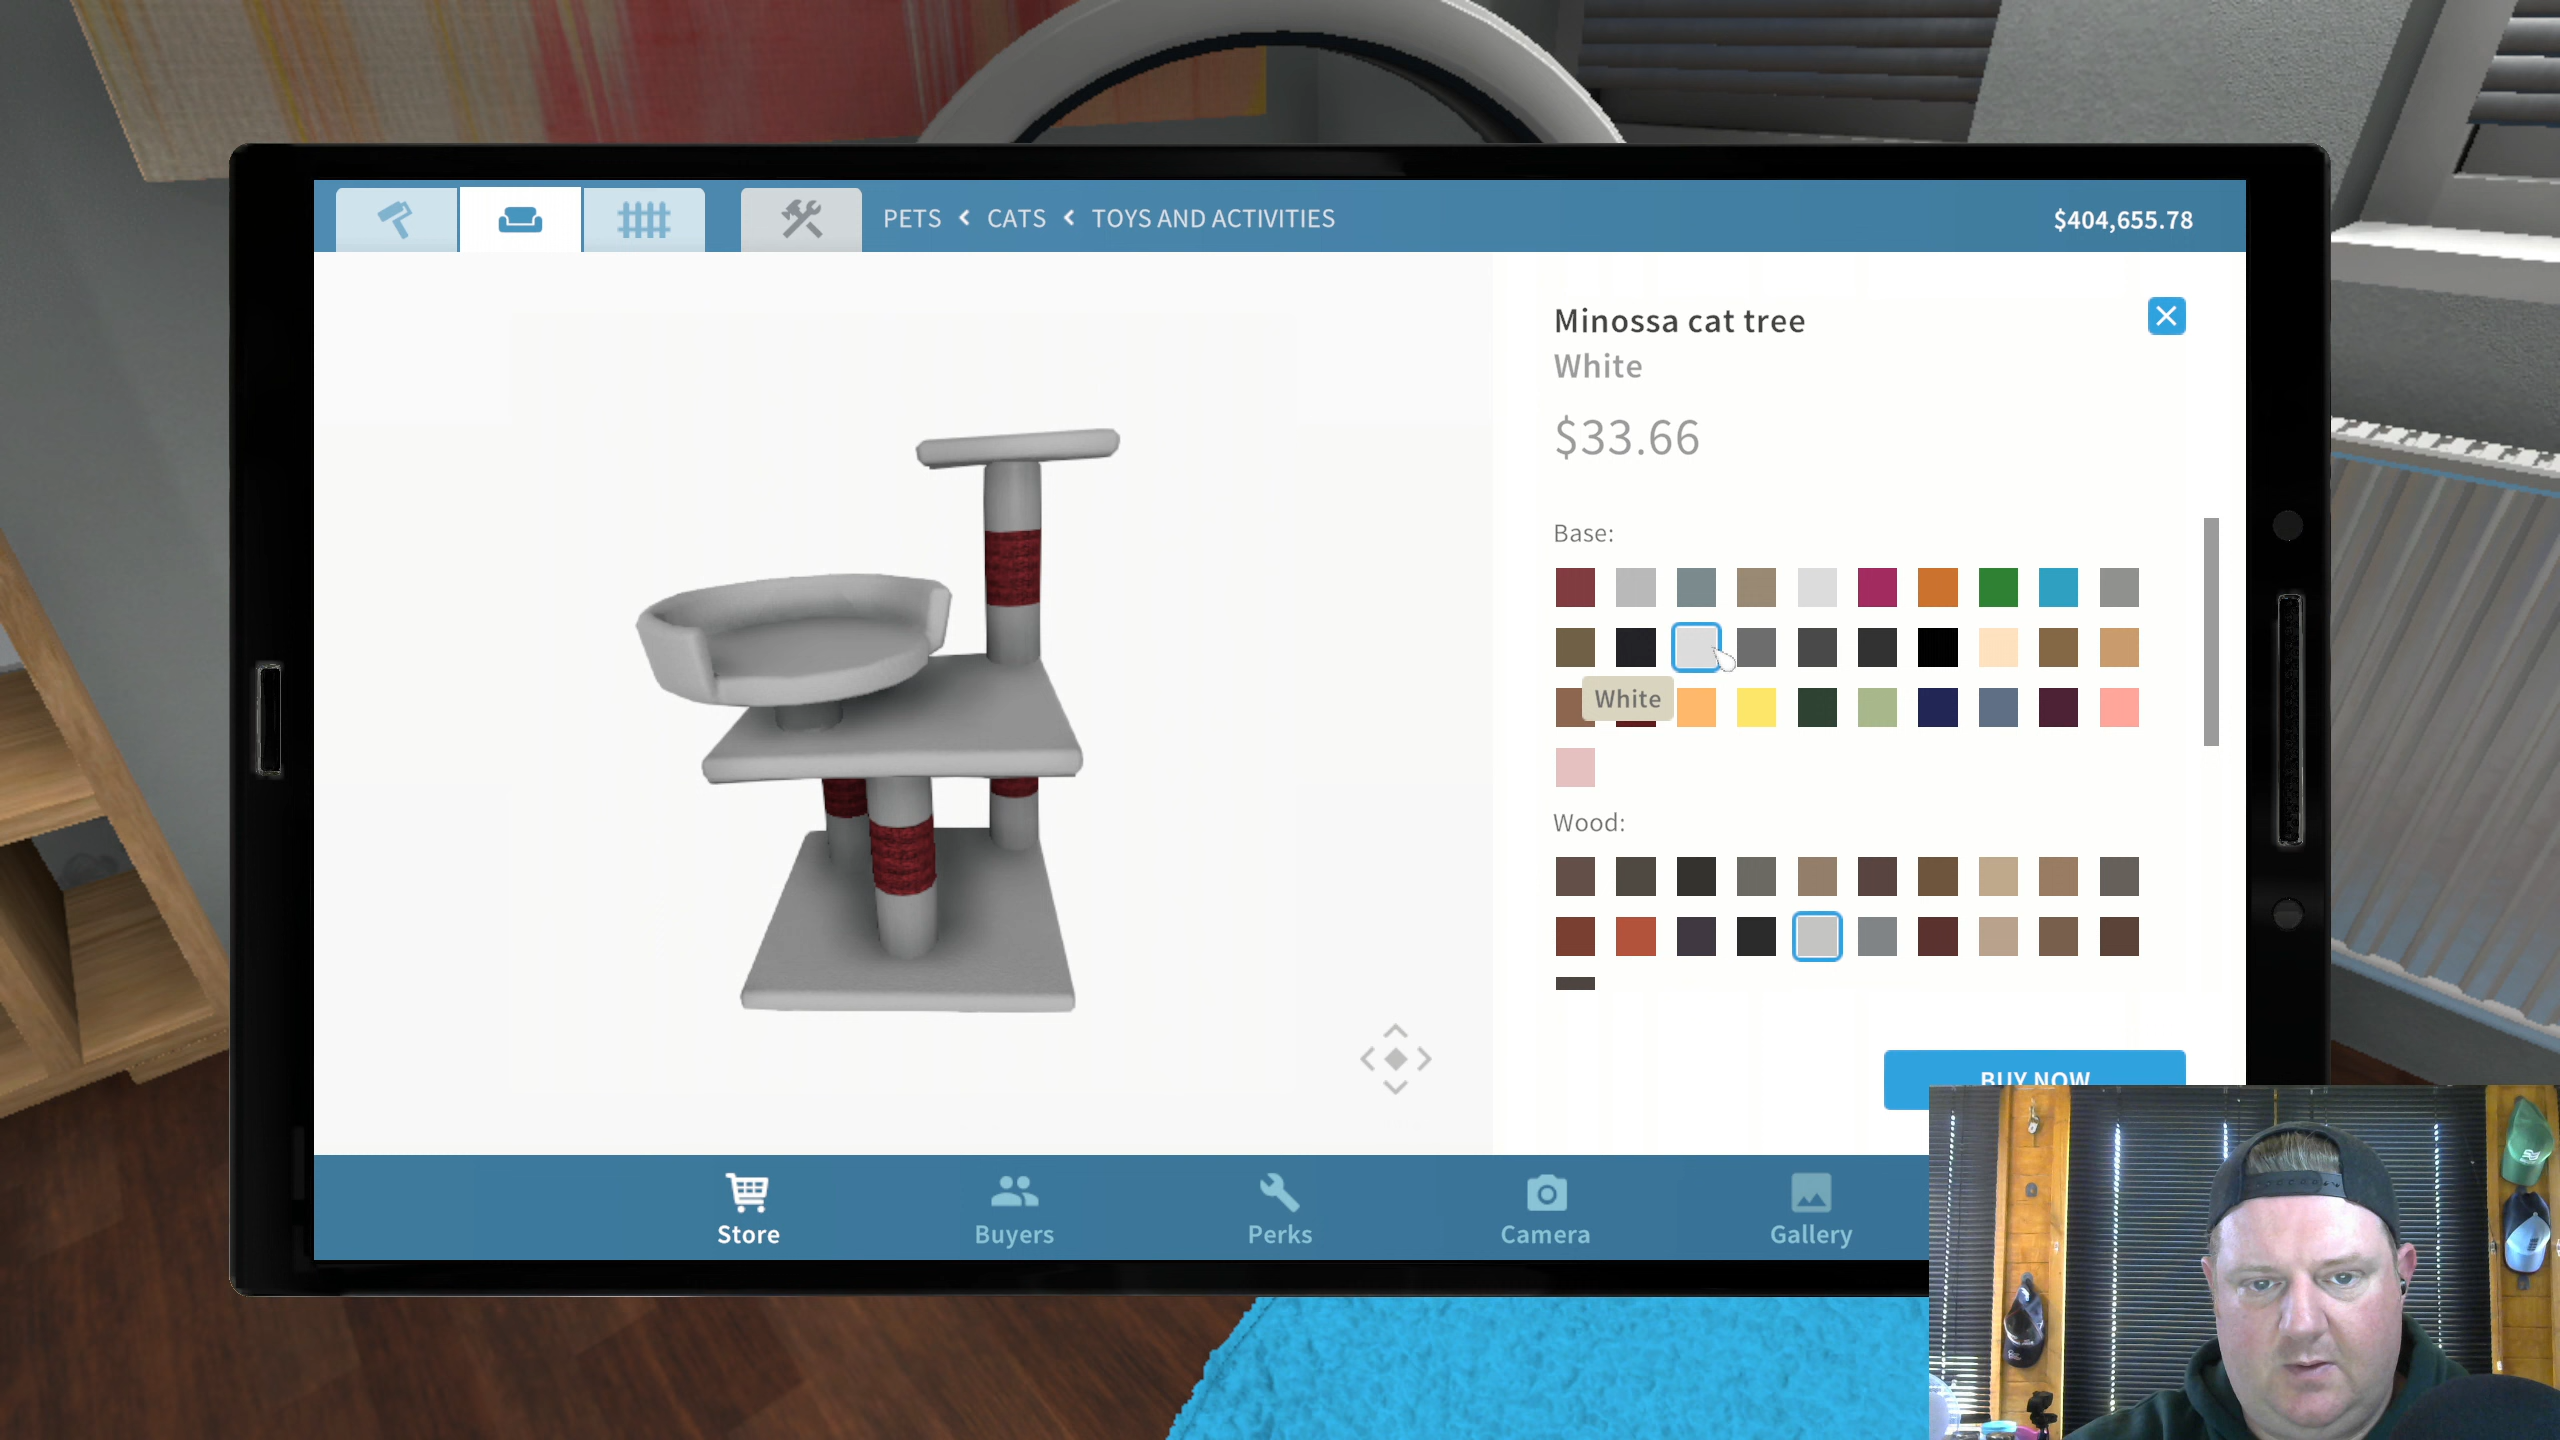 PETS < CATS < TOYS AND ACTIVITIES
$404,655.78
Minossa cat tree
White
$33.66
Base:
White
Wood:
BUY NOW
Store
Buyers
Perks
Camera
Gallery